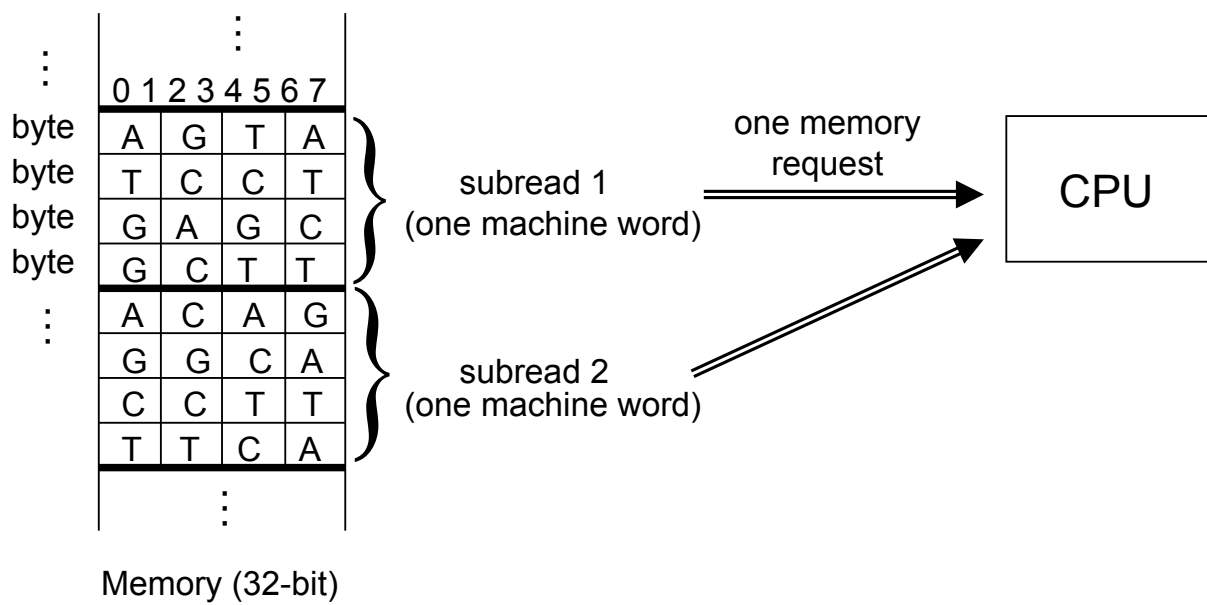 ⋮
⋮
0 1 2 3 4 5 6 7
byte A G T A
byte T C C T
byte G A G C
byte G C T T
⋮
A C A G
G G C A
C C T T
T T C A
⋮
subread 1
(one machine word)
subread 2
(one machine word)
one memory
request
CPU
Memory (32-bit)